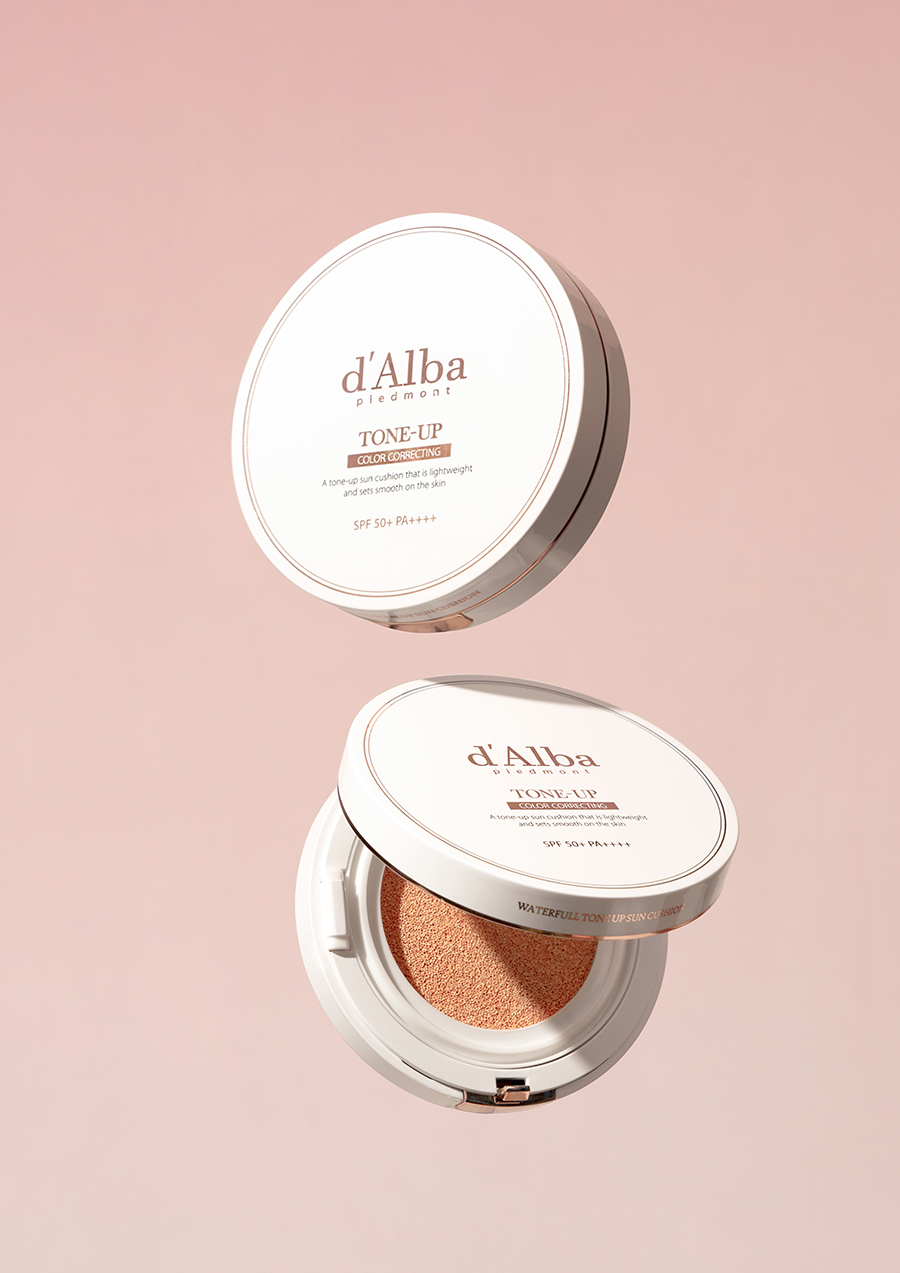 d'Alba
piedmont
TONE-UP
COLOR CORRECTING
A tone-up sun cushion that is lightweight
and sets smooth on the skin
SPF 50+ PA++++
SUN CUSHION
d'Alba
piedmont
TONE-UP
COLOR CORRECTING
A tone-up sun cushion that is lightweight
and sets smooth on the skin
SPF 50+ PA++++
WATERFULL TONE-UP SUN CUSHION